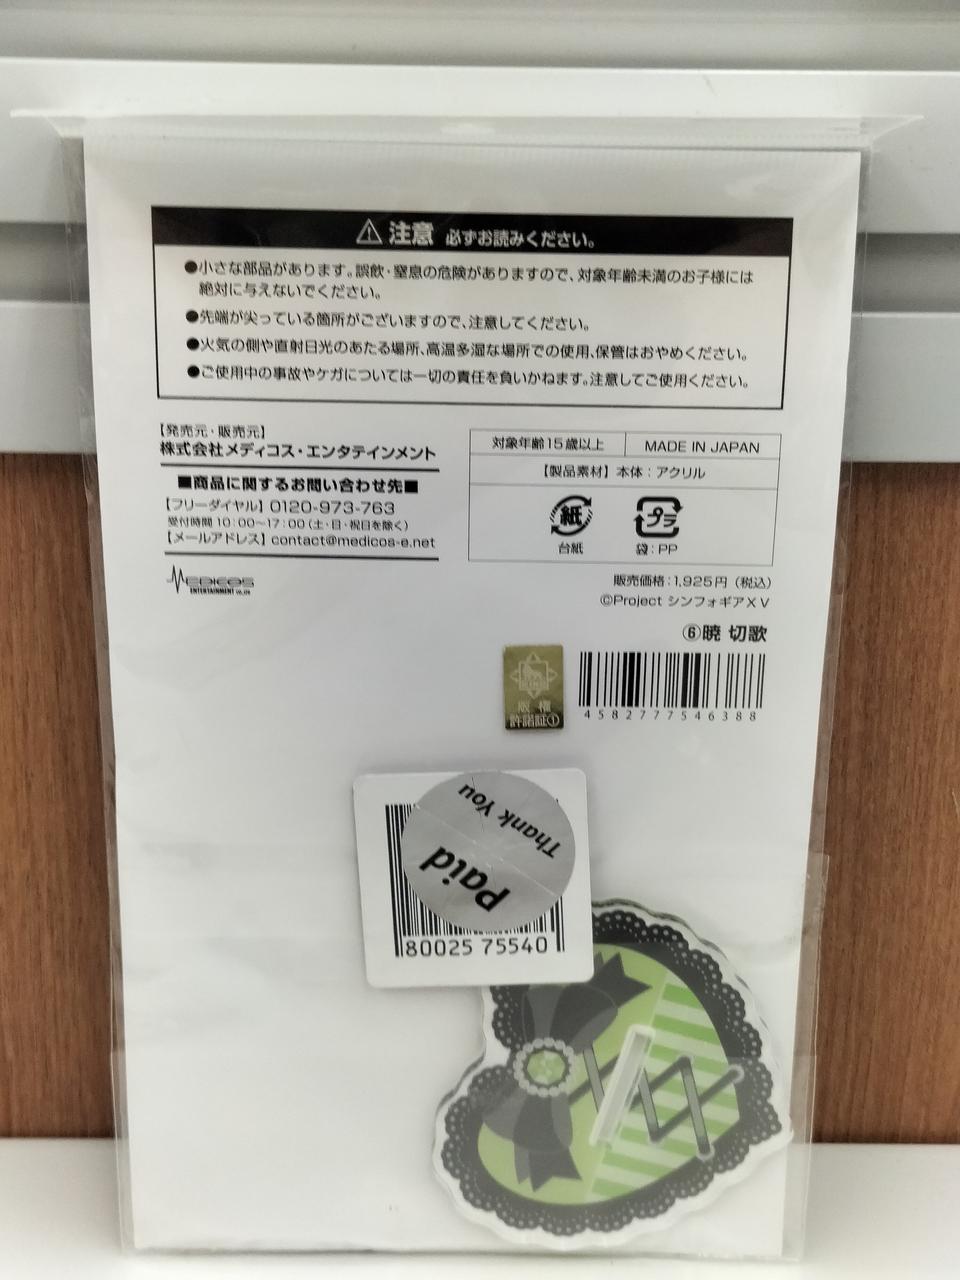 注意 必ずお読みください。
●小さな部品があります。誤飲・窒息の危険がありますので、対象年齢未満のお子様には
絶対に与えないでください。
●先端が尖っている箇所がございますので、注意してください。
●火気の側や直射日光のあたる場所、高温多湿な場所での使用、保管はおやめください。
●ご使用中の事故やケガについては一切の責任を負いかねます。注意してご使用ください。
【発売元・販売元】
株式会社メディコス・エンタテインメント
■商品に関するお問い合わせ先■
【フリーダイヤル】0120-973-763
受付時間 10:00～17:00（土・日・祝日を除く）
【メールアドレス】contact@medicos-e.net
MEDICOS
ENTERTAINMENT CO.,LTD
対象年齢15歳以上 MADE IN JAPAN
【製品素材】本体：アクリル
紙 プラ
台紙 袋：PP
販売価格：1,925円（税込）
©Project シンフォギアXV
⑥暁 切歌
版権
許諾証①
4582777546388
Thank You
Paid
80025 75540